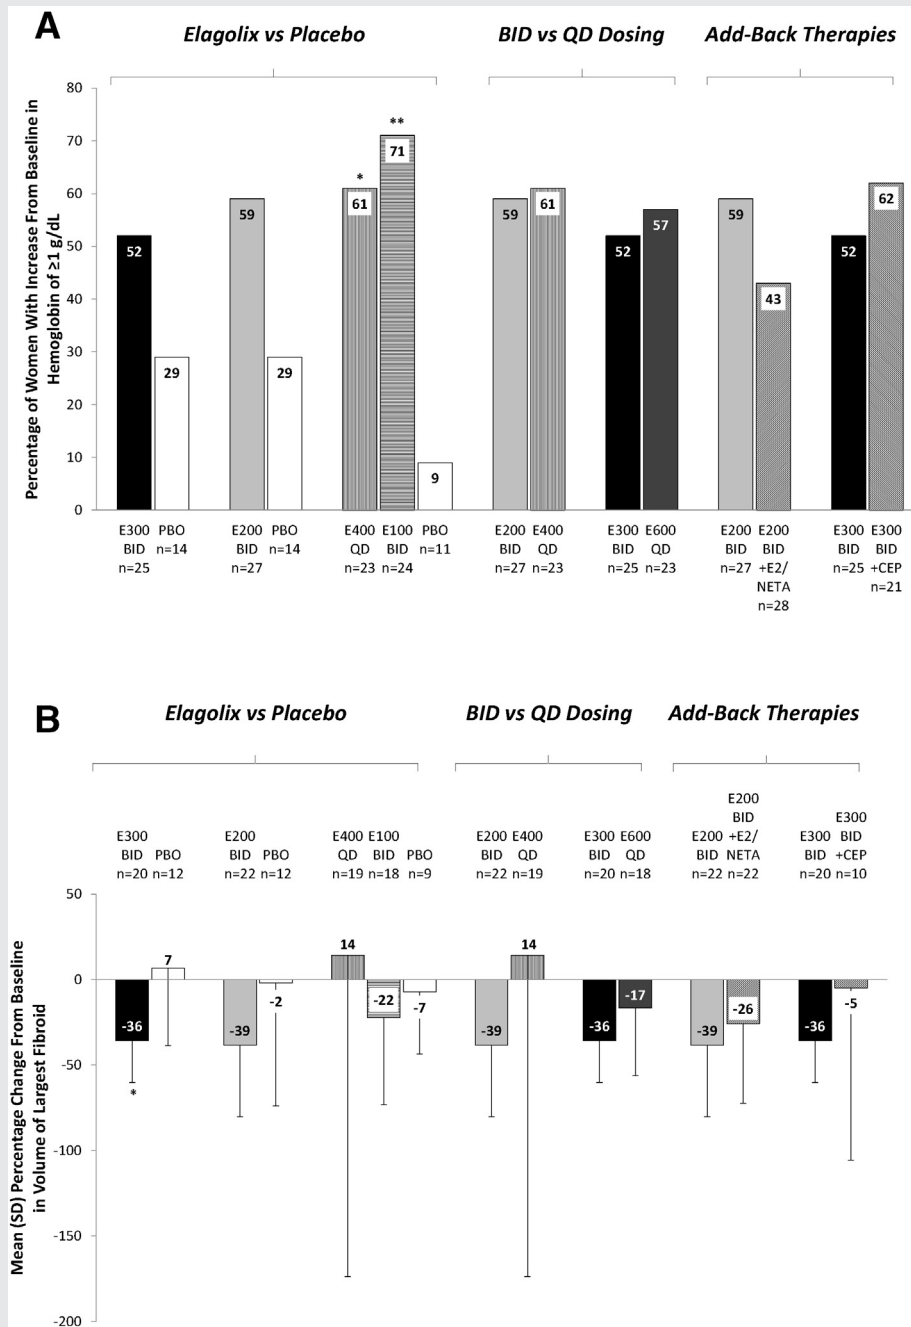 A
Elagolix vs Placebo
BID vs QD Dosing
Add-Back Therapies
Percentage of Women With Increase From Baseline in
Hemoglobin of ≥1 g/dL
80
70
60
50
40
30
20
10
0
52
29
59
29
*
61
**
71
9
59
61
52
57
59
43
52
62
E300 PBO
BID n=14
n=25
E200 PBO
BID n=14
n=27
E400 E100 PBO
QD BID n=11
n=23 n=24
E200 E400
BID QD
n=27 n=23
E300 E600
BID QD
n=25 n=23
E200 E200
BID BID
n=27 +E2/
NETA
n=28
E300 E300
BID BID
n=25 +CEP
n=21
B
Elagolix vs Placebo
BID vs QD Dosing
Add-Back Therapies
E300
BID PBO
n=20 n=12
E200
BID PBO
n=22 n=12
E400 E100
QD BID PBO
n=19 n=18 n=9
E200 E400
BID QD
n=22 n=19
E300 E600
BID QD
n=20 n=18
E200
BID
E200 +E2/
BID NETA
n=22 n=22
E300
E300 BID
BID +CEP
n=20 n=10
Mean (SD) Percentage Change From Baseline
in Volume of Largest Fibroid
50
0
-50
-100
-150
-200
-36
*
7
-39
-2
14
-22
-7
-39
14
-36
-17
-39
-26
-36
-5